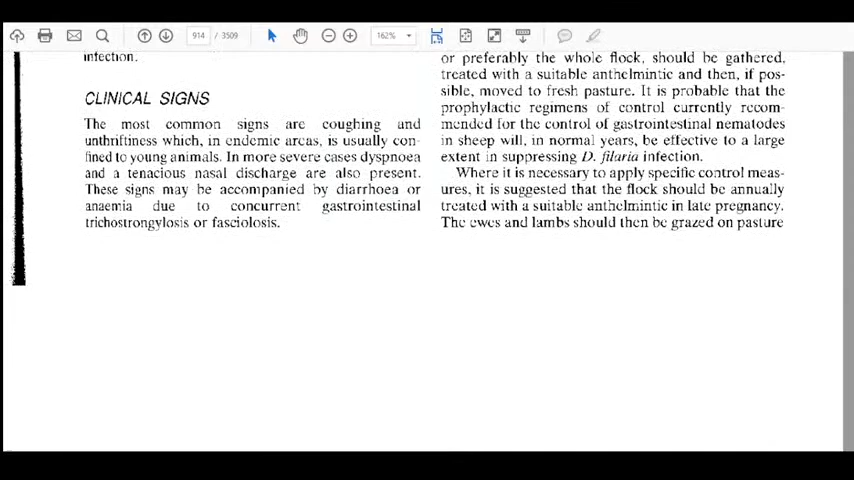 914 / 3509
162%
infection.
CLINICAL SIGNS
The most common signs are coughing and
unthriftiness which, in endemic areas, is usually con-
fined to young animals. In more severe cases dyspnoea
and a tenacious nasal discharge are also present.
These signs may be accompanied by diarrhoea or
anaemia due to concurrent gastrointestinal
trichostrongylosis or fasciolosis.
or preferably the whole flock, should be gathered,
treated with a suitable anthelmintic and then, if pos-
sible, moved to fresh pasture. It is probable that the
prophylactic regimens of control currently recom-
mended for the control of gastrointestinal nematodes
in sheep will, in normal years, be effective to a large
extent in suppressing D. filaria infection.
Where it is necessary to apply specific control meas-
ures, it is suggested that the flock should be annually
treated with a suitable anthelmintic in late pregnancy.
The ewes and lambs should then be grazed on pasture